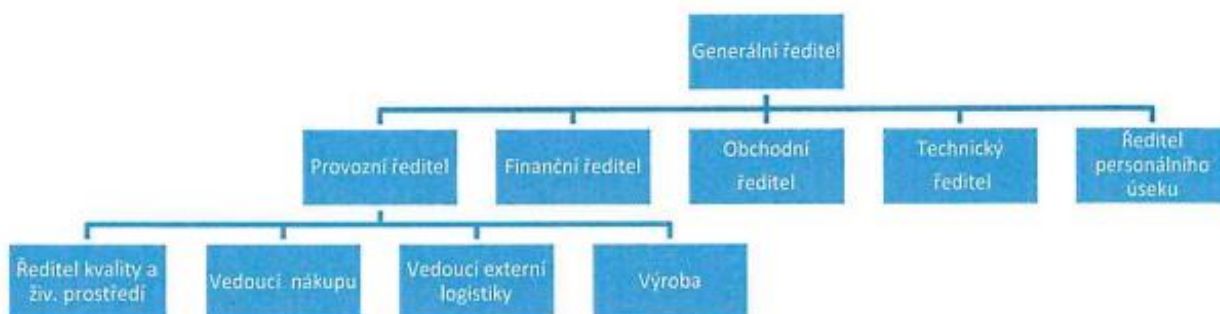 Generální ředitel
Provozní ředitel
Finanční ředitel
Obchodní
ředitel
Technický
ředitel
Ředitel
personálního
úseku
Ředitel kvality a
živ. prostředí
Vedoucí nákupu
Vedoucí externí
logistiky
Výroba